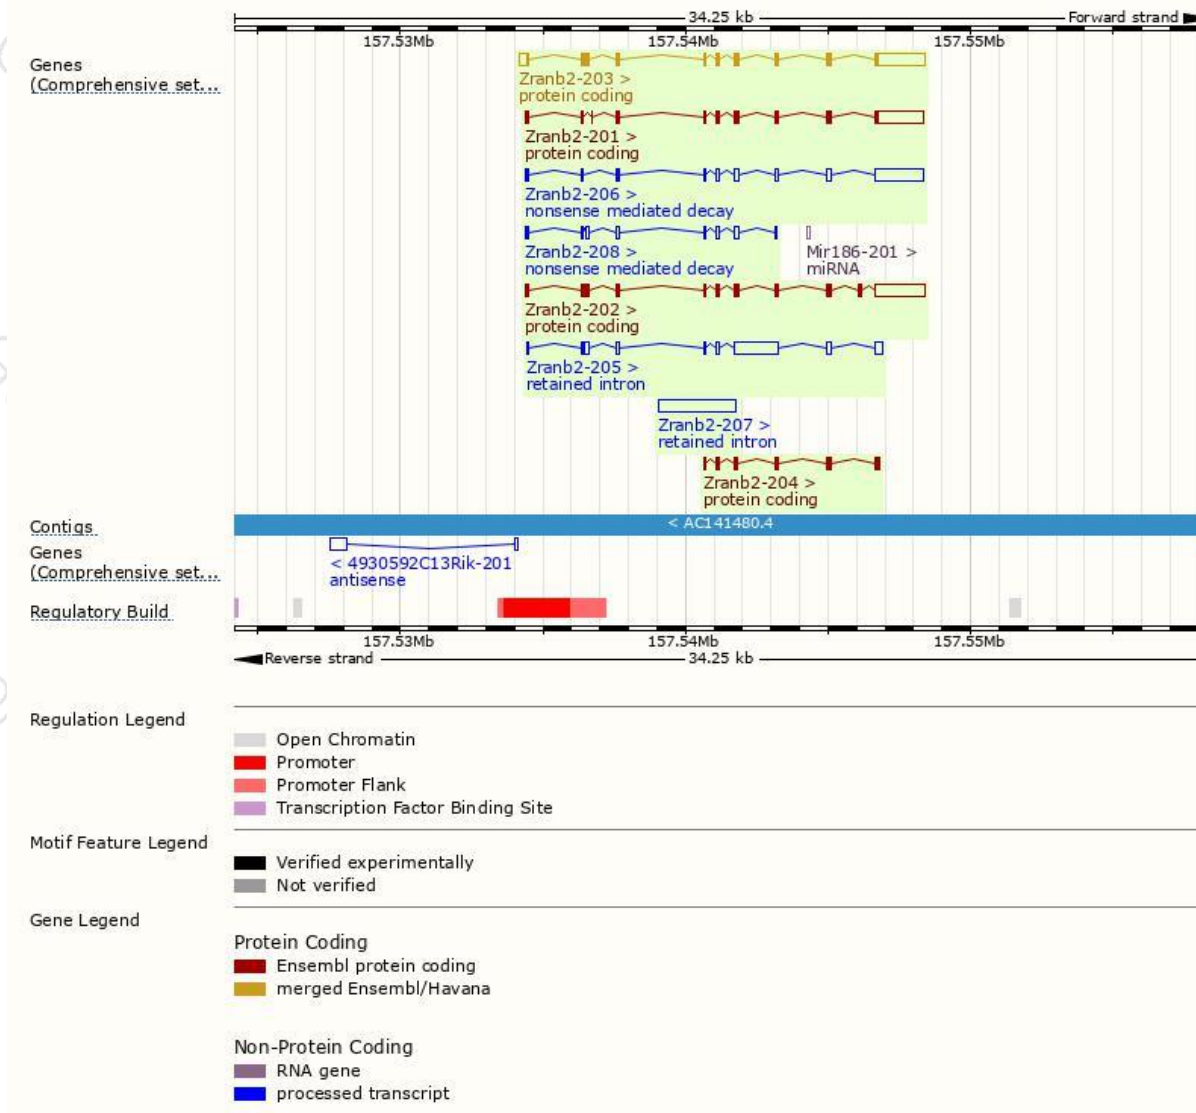 34.25 kb Forward strand
157.53Mb 157.54Mb 157.55Mb
Genes
(Comprehensive set...
Zranb2-203 >
protein coding
Zranb2-201 >
protein coding
Zranb2-206 >
nonsense mediated decay
Zranb2-208 >
nonsense mediated decay
Mir186-201 >
miRNA
Zranb2-202 >
protein coding
Zranb2-205 >
retained intron
Zranb2-207 >
retained intron
Zranb2-204 >
protein coding
Contigs
< AC141480.4
Genes
(Comprehensive set...
< 4930592C13Rik-201
antisense
Regulatory Build
157.53Mb 157.54Mb 157.55Mb
Reverse strand 34.25 kb
Regulation Legend
Open Chromatin
Promoter
Promoter Flank
Transcription Factor Binding Site
Motif Feature Legend
Verified experimentally
Not verified
Gene Legend
Protein Coding
Ensembl protein coding
merged Ensembl/Havana
Non-Protein Coding
RNA gene
processed transcript